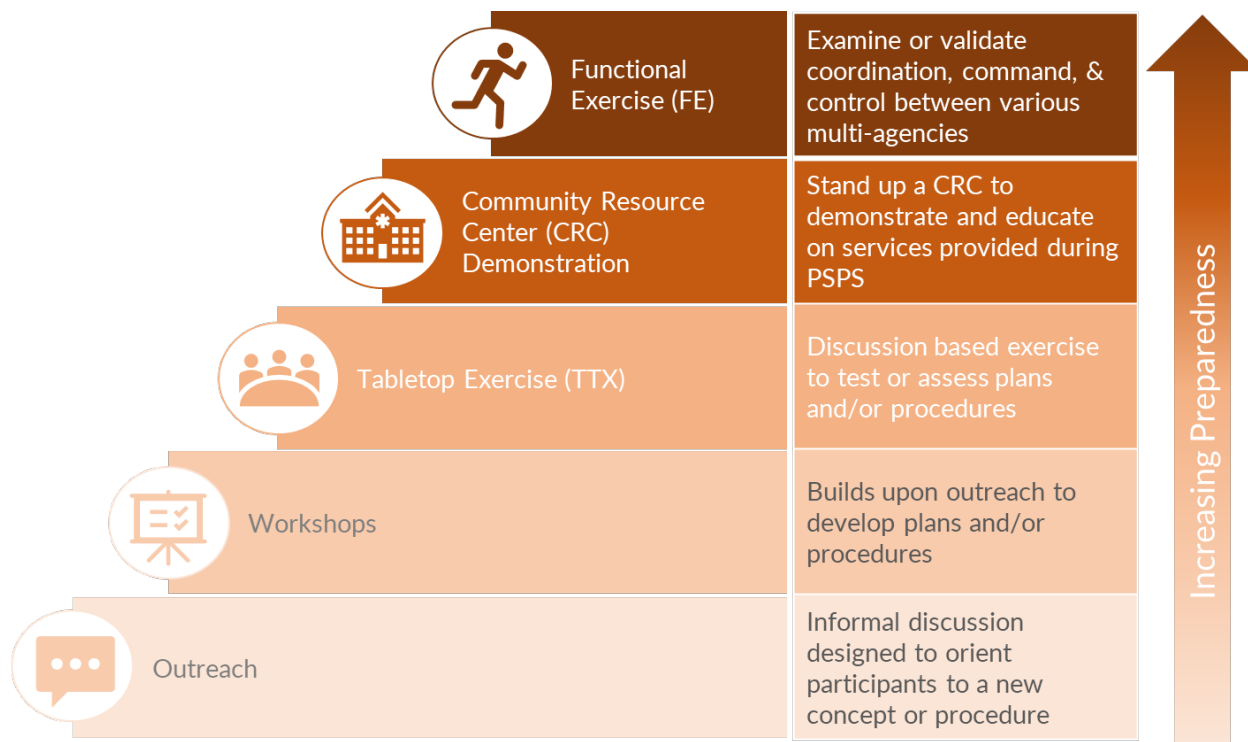 Functional
Exercise (FE)
Examine or validate
coordination, command, &
control between various
multi-agencies
Community Resource
Center (CRC)
Demonstration
Stand up a CRC to
demonstrate and educate
on services provided during
PSPS
Tabletop Exercise (TTX)
Discussion based exercise
to test or assess plans
and/or procedures
Workshops
Builds upon outreach to
develop plans and/or
procedures
Outreach
Informal discussion
designed to orient
participants to a new
concept or procedure
Increasing Preparedness